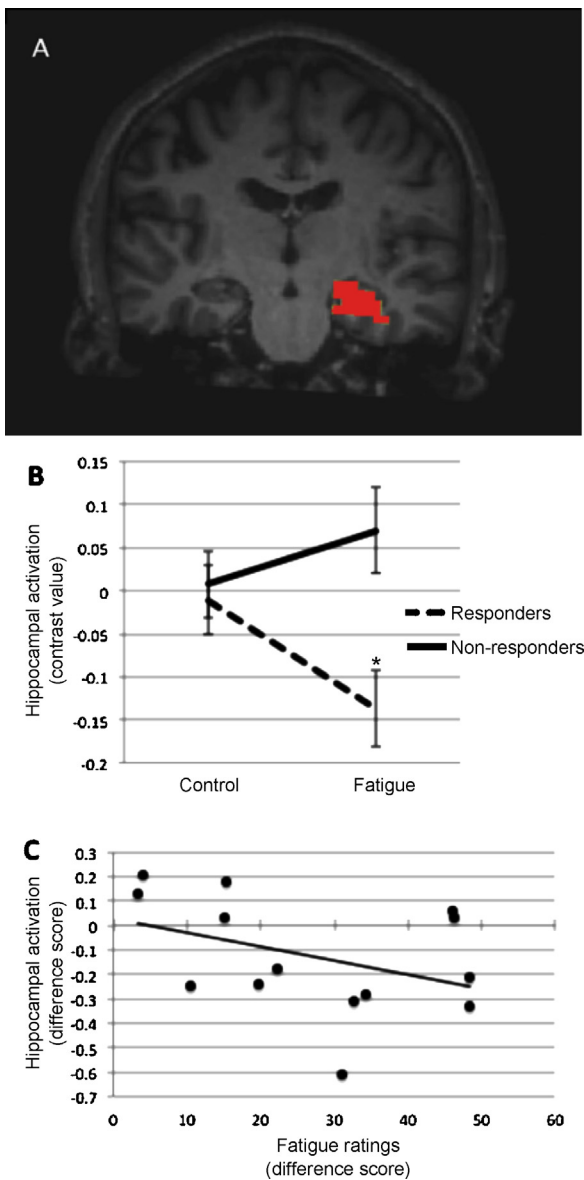 A
B
Hippocampal activation
(contrast value)
0.15
0.1
0.05
0
-0.05
-0.1
-0.15
-0.2
*
Responders
Non-responders
Control
Fatigue
C
Hippocampal activation
(difference score)
0.3
0.2
0.1
0
-0.1
-0.2
-0.3
-0.4
-0.5
-0.6
-0.7
0
10
20
30
40
50
60
Fatigue ratings
(difference score)